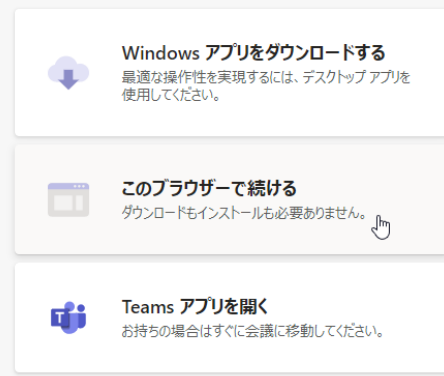 Windows アプリをダウンロードする
最適な操作性を実現するには、デスクトップ アプリを
使用してください。
このブラウザーで続ける
ダウンロードもインストールも必要ありません。
Teams アプリを開く
お持ちの場合はすぐに会議に移動してください。